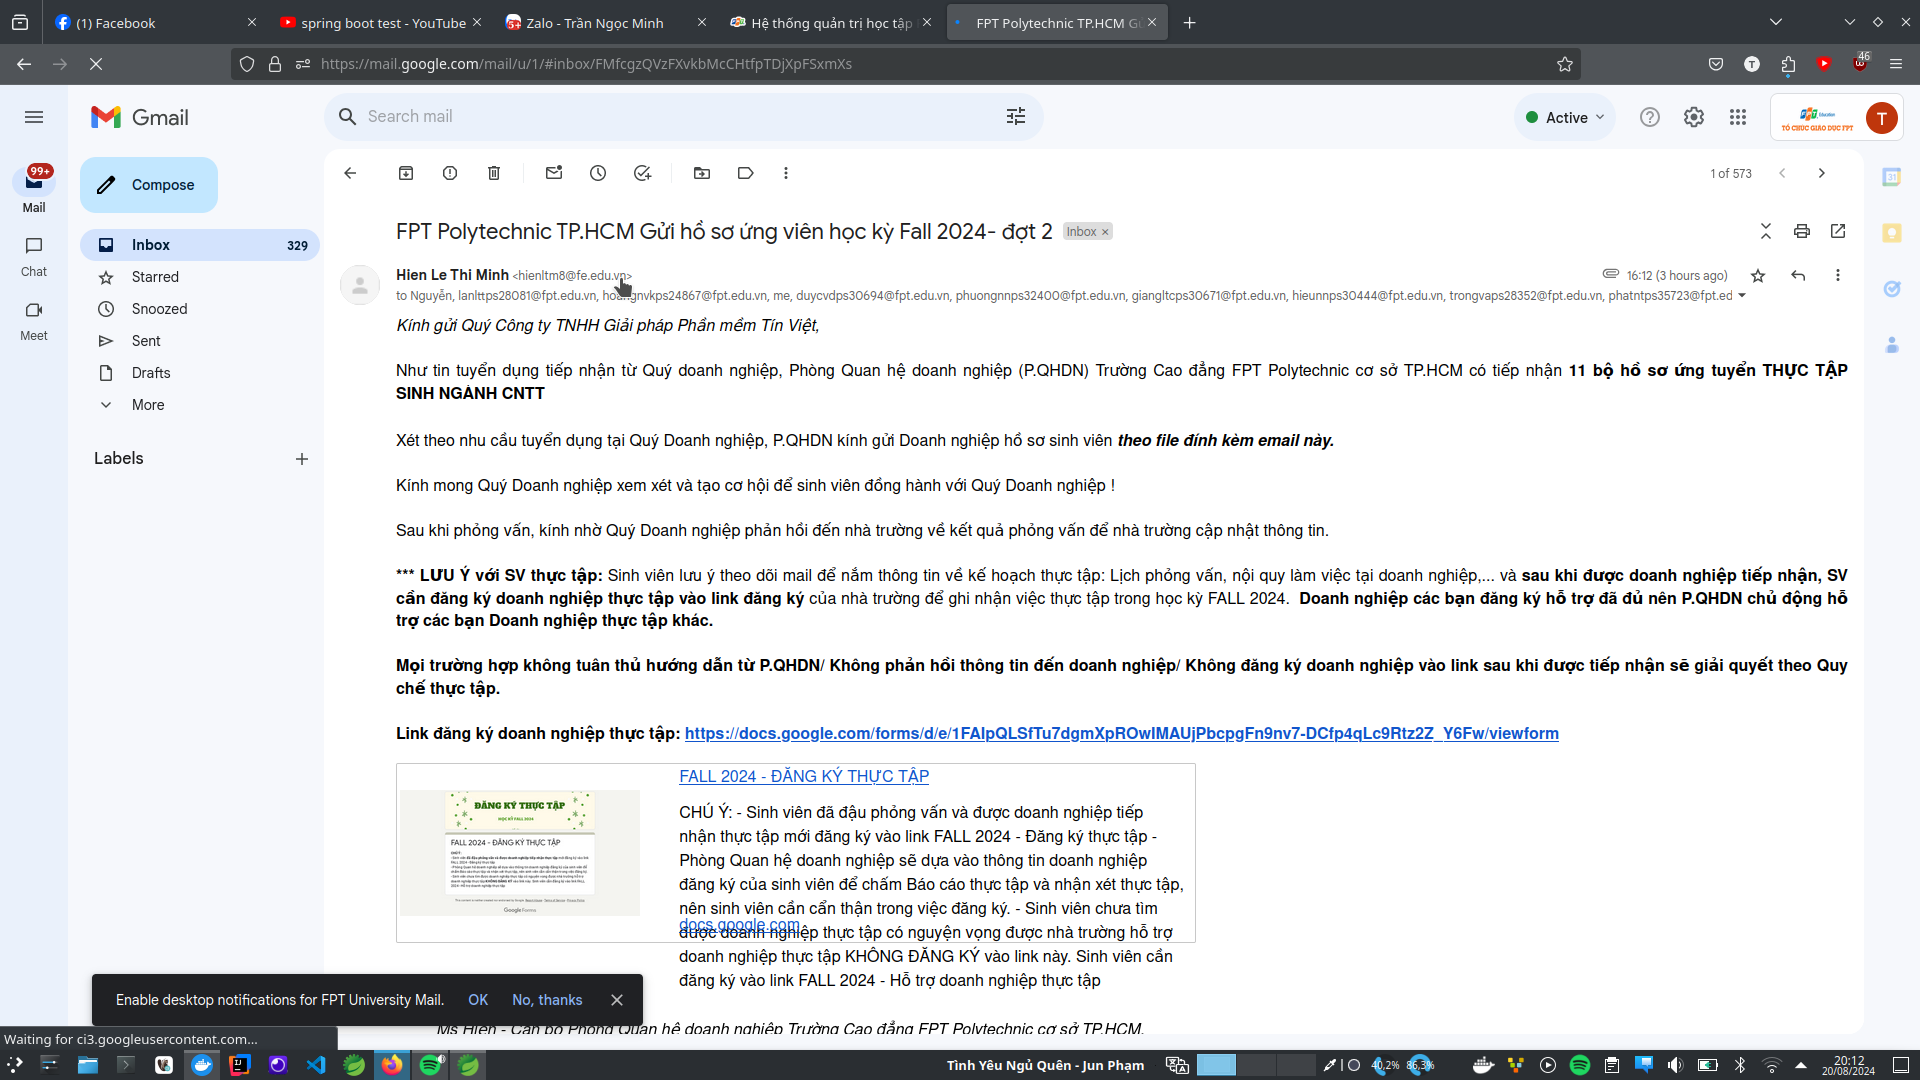 (1) Facebook
spring boot test - YouTube
Zalo - Trần Ngọc Minh
Hệ thống quản trị học tập
FPT Polytechnic TP.HCM Gử
https://mail.google.com/mail/u/1/#inbox/FMfcgzQVzFXvkbMcCHtfpTDjXpFSxmXs
T
46
Gmail
Search mail
Active
Education
TỔ CHỨC GIÁO DỤC FPT
T
99+
Mail
Chat
Meet
Compose
Inbox 329
Starred
Snoozed
Sent
Drafts
More
Labels
1 of 573
31
FPT Polytechnic TP.HCM Gửi hồ sơ ứng viên học kỳ Fall 2024- đợt 2
Inbox ×
Hien Le Thi Minh <hienltm8@fe.edu.vn>
16:12 (3 hours ago)
to Nguyễn, lanlttps28081@fpt.edu.vn, hoangnvkps24867@fpt.edu.vn, me, duycvdps30694@fpt.edu.vn, phuongnnps32400@fpt.edu.vn, giangltcps30671@fpt.edu.vn, hieunnps30444@fpt.edu.vn, trongvaps28352@fpt.edu.vn, phatntps35723@fpt.ed
Kính gửi Quý Công ty TNHH Giải pháp Phần mềm Tín Việt,
Như tin tuyển dụng tiếp nhận từ Quý doanh nghiệp, Phòng Quan hệ doanh nghiệp (P.QHDN) Trường Cao đẳng FPT Polytechnic cơ sở TP.HCM có tiếp nhận 11 bộ hồ sơ ứng tuyển THỰC TẬP
SINH NGÀNH CNTT
Xét theo nhu cầu tuyển dụng tại Quý Doanh nghiệp, P.QHDN kính gửi Doanh nghiệp hồ sơ sinh viên theo file đính kèm email này.
Kính mong Quý Doanh nghiệp xem xét và tạo cơ hội để sinh viên đồng hành với Quý Doanh nghiệp !
Sau khi phỏng vấn, kính nhờ Quý Doanh nghiệp phản hồi đến nhà trường về kết quả phỏng vấn để nhà trường cập nhật thông tin.
*** LƯU Ý với SV thực tập: Sinh viên lưu ý theo dõi mail để nắm thông tin về kế hoạch thực tập: Lịch phỏng vấn, nội quy làm việc tại doanh nghiệp,... và sau khi được doanh nghiệp tiếp nhận, SV
cần đăng ký doanh nghiệp thực tập vào link đăng ký của nhà trường để ghi nhận việc thực tập trong học kỳ FALL 2024. Doanh nghiệp các bạn đăng ký hỗ trợ đã đủ nên P.QHDN chủ động hỗ
trợ các bạn Doanh nghiệp thực tập khác.
Mọi trường hợp không tuân thủ hướng dẫn từ P.QHDN/ Không phản hồi thông tin đến doanh nghiệp/ Không đăng ký doanh nghiệp vào link sau khi được tiếp nhận sẽ giải quyết theo Quy
chế thực tập.
Link đăng ký doanh nghiệp thực tập: https://docs.google.com/forms/d/e/1FAIpQLSfTu7dgmXpROwIMAUjPbcpgFn9nv7-DCfp4qLc9Rtz2Z_Y6Fw/viewform
ĐĂNG KÝ THỰC TẬP
HỌC KỲ FALL 2024
FALL 2024 - ĐĂNG KÝ THỰC TẬP
Google Forms
FALL 2024 - ĐĂNG KÝ THỰC TẬP
CHÚ Ý: - Sinh viên đã đậu phỏng vấn và được doanh nghiệp tiếp
nhận thực tập mới đăng ký vào link FALL 2024 - Đăng ký thực tập -
Phòng Quan hệ doanh nghiệp sẽ dựa vào thông tin doanh nghiệp
đăng ký của sinh viên để chấm Báo cáo thực tập và nhận xét thực tập,
nên sinh viên cần cẩn thận trong việc đăng ký. - Sinh viên chưa tìm
docs.google.com
được doanh nghiệp thực tập có nguyện vọng được nhà trường hỗ trợ
doanh nghiệp thực tập KHÔNG ĐĂNG KÝ vào link này. Sinh viên cần
đăng ký vào link FALL 2024 - Hỗ trợ doanh nghiệp thực tập
Ms Hien - Cán bộ Phòng Quan hệ doanh nghiệp Trường Cao đẳng FPT Polytechnic cơ sở TP.HCM.
Enable desktop notifications for FPT University Mail. OK No, thanks
Waiting for ci3.googleusercontent.com...
Tình Yêu Ngủ Quên - Jun Phạm
40,2%
86,3%
20:12
20/08/2024